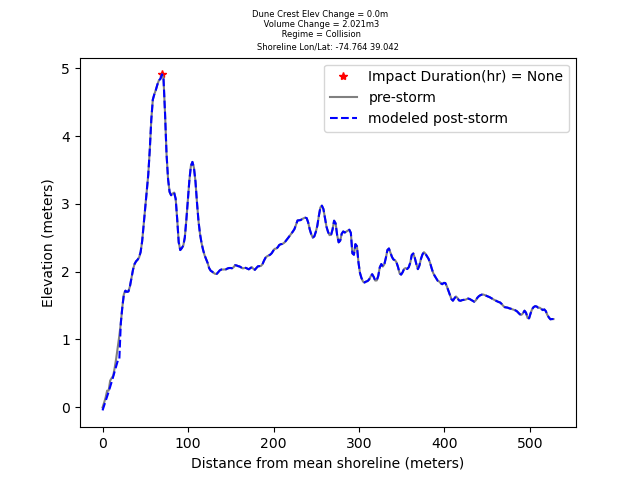 Dune Crest Elev Change = 0.0m
Volume Change = 2.021m3
Regime = Collision
Shoreline Lon/Lat: -74.764 39.042
Impact Duration(hr) = None
pre-storm
modeled post-storm
Elevation (meters)
5
4
3
2
1
0
0 100 200 300 400 500
Distance from mean shoreline (meters)